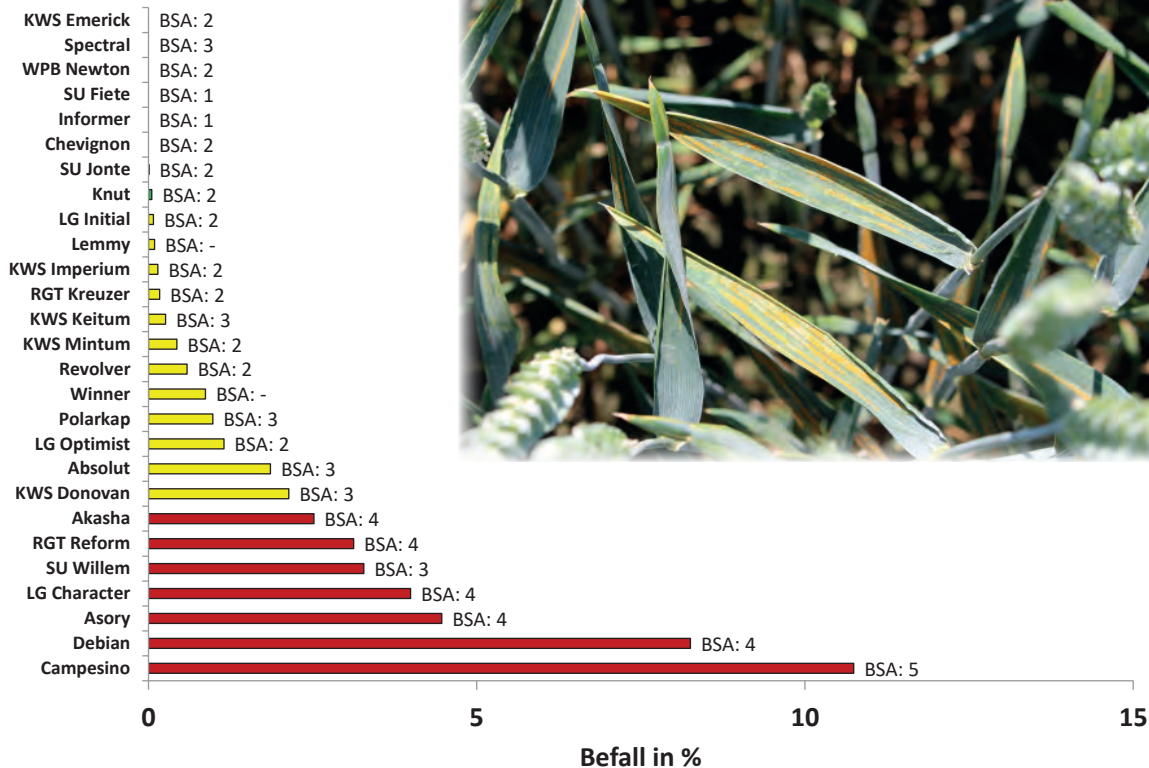 KWS Emerick BSA: 2
Spectral BSA: 3
WPB Newton BSA: 2
SU Fiete BSA: 1
Informer BSA: 1
Chevignon BSA: 2
SU Jonte BSA: 2
Knut BSA: 2
LG Initial BSA: 2
Lemmy BSA: -
KWS Imperium BSA: 2
RGT Kreuzer BSA: 2
KWS Keitum BSA: 3
KWS Mintum BSA: 2
Revolver BSA: 2
Winner BSA: -
Polarkap BSA: 3
LG Optimist BSA: 2
Absolut BSA: 3
KWS Donovan BSA: 3
Akasha BSA: 4
RGT Reform BSA: 4
SU Willem BSA: 3
LG Character BSA: 4
Asory BSA: 4
Debian BSA: 4
Campesino BSA: 5
0 5 10 15
Befall in %